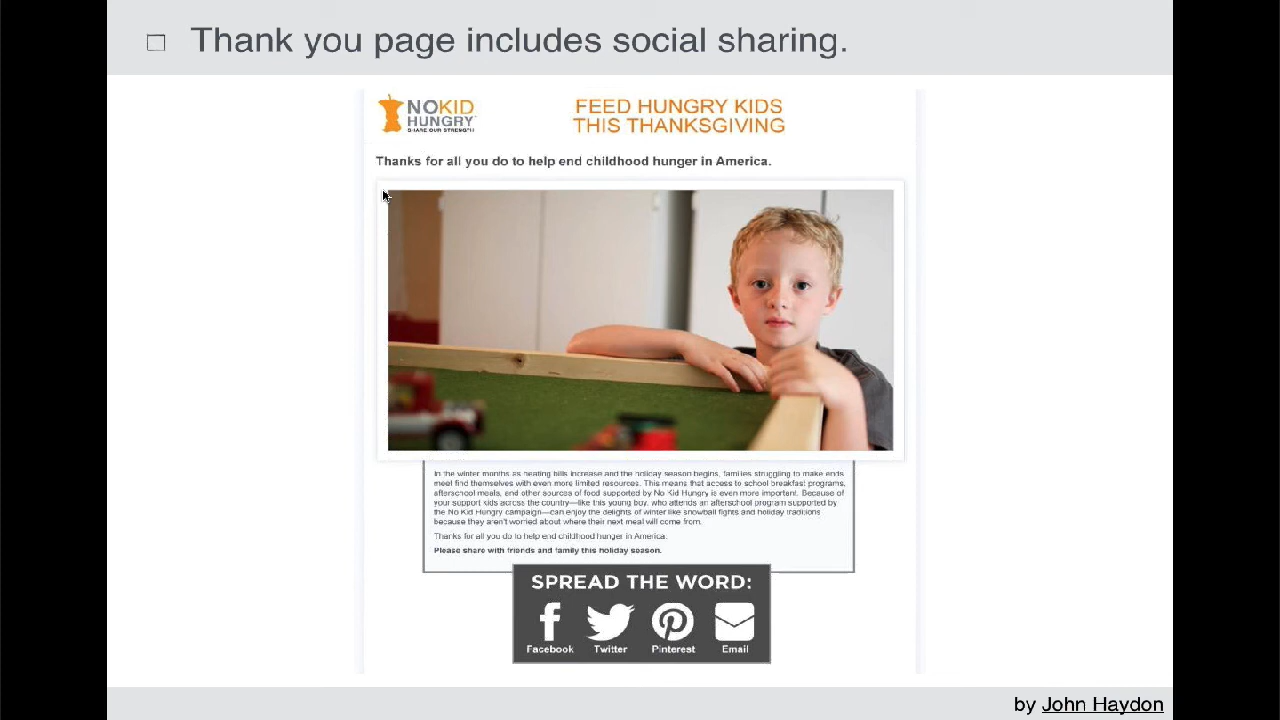 Thank you page includes social sharing.
NOKID
HUNGRY
SHARE OUR STRENGTH
FEED HUNGRY KIDS
THIS THANKSGIVING
Thanks for all you do to help end childhood hunger in America.
In the winter months as heating bills increase and the holiday season begins, families struggling to make ends
meet find themselves with even more limited resources. This means that access to school breakfast programs,
afterschool meals, and other sources of food supported by No Kid Hungry is even more important. Because of
your support kids across the country—like this young boy, who attends an afterschool program supported by
the No Kid Hungry campaign—can enjoy the delights of winter like snowball fights and holiday traditions
because they aren't worried about where their next meal will come from.
Thanks for all you do to help end childhood hunger in America.
Please share with friends and family this holiday season.
SPREAD THE WORD:
Facebook Twitter Pinterest Email
by John Haydon